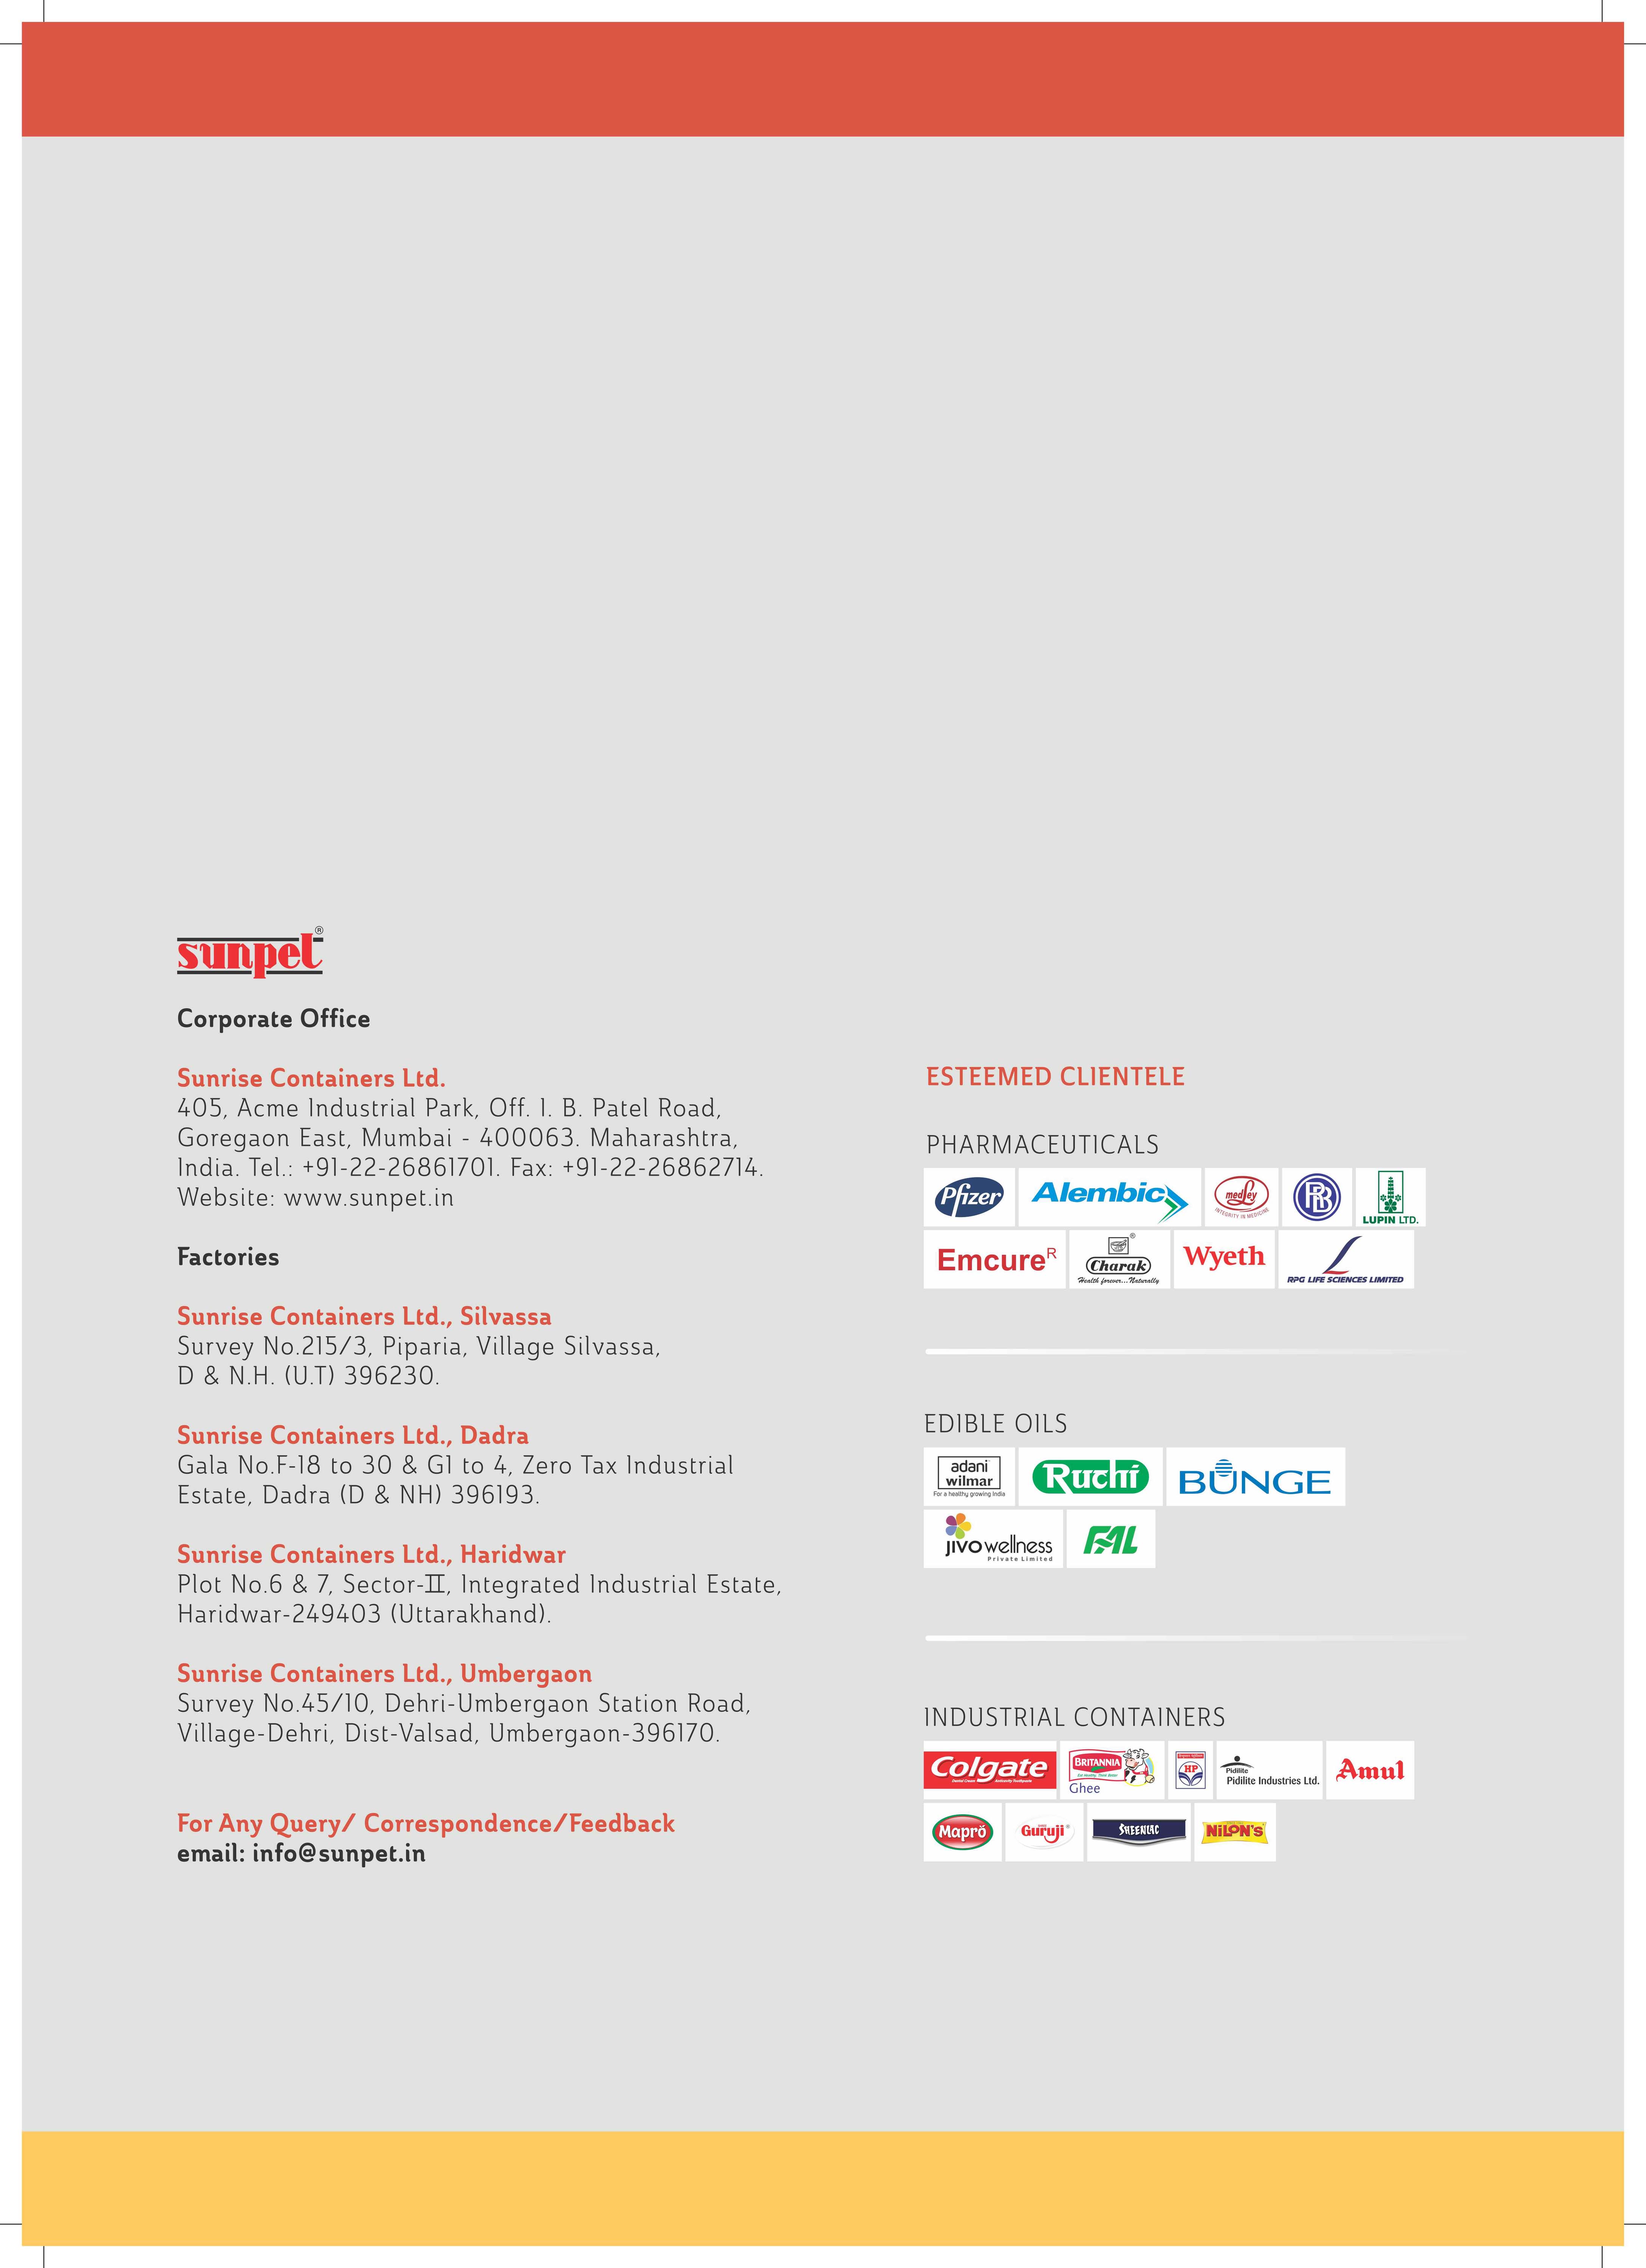 sunpet®
Corporate Office
Sunrise Containers Ltd.
405, Acme Industrial Park, Off. I. B. Patel Road,
Goregaon East, Mumbai - 400063. Maharashtra,
India. Tel.: +91-22-26861701. Fax: +91-22-26862714.
Website: www.sunpet.in
Factories
Sunrise Containers Ltd., Silvassa
Survey No.215/3, Piparia, Village Silvassa,
D & N.H. (U.T) 396230.
Sunrise Containers Ltd., Dadra
Gala No.F-18 to 30 & G1 to 4, Zero Tax Industrial
Estate, Dadra (D & NH) 396193.
Sunrise Containers Ltd., Haridwar
Plot No.6 & 7, Sector-II, Integrated Industrial Estate,
Haridwar-249403 (Uttarakhand).
Sunrise Containers Ltd., Umbergaon
Survey No.45/10, Dehri-Umbergaon Station Road,
Village-Dehri, Dist-Valsad, Umbergaon-396170.
For Any Query/ Correspondence/Feedback
email: info@sunpet.in
ESTEEMED CLIENTELE
PHARMACEUTICALS
Pfizer
Alembic
medley
INTEGRITY IN MEDICINE
LUPIN LTD.
EmcureR
Charak®
Health forever...Naturally
Wyeth
RPG LIFE SCIENCES LIMITED
EDIBLE OILS
adani
wilmar
For a healthy growing India
Ruchi
BUNGE
JIVO wellness
Private Limited
FAL
INDUSTRIAL CONTAINERS
Colgate
BRITANNIA
Ghee
HP
Pidilite
Pidilite Industries Ltd.
Amul
Mapro
Guruji®
SHEENLAC
NiLON'S